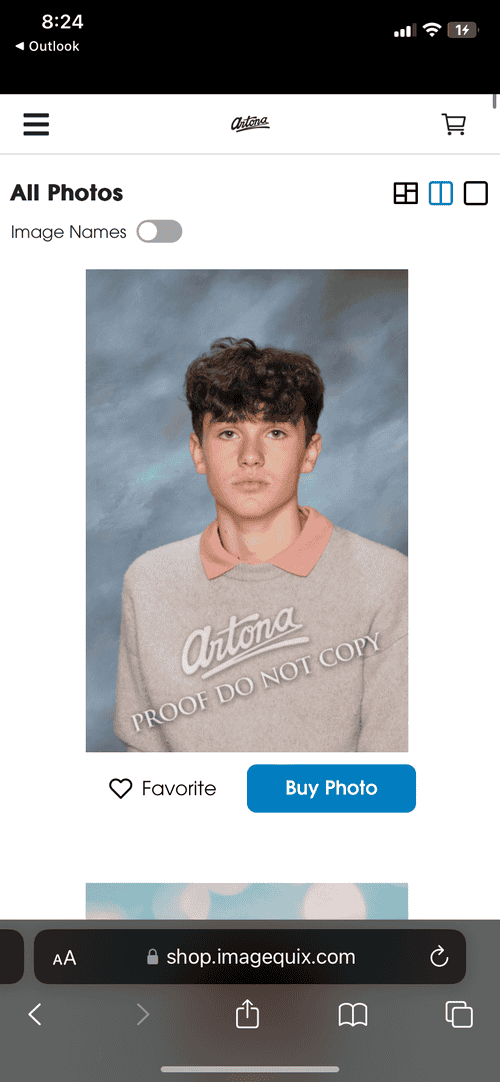 8:24
◀ Outlook
Artona
All Photos
Image Names
Artona
PROOF DO NOT COPY
Favorite
Buy Photo
AA
shop.imagequix.com